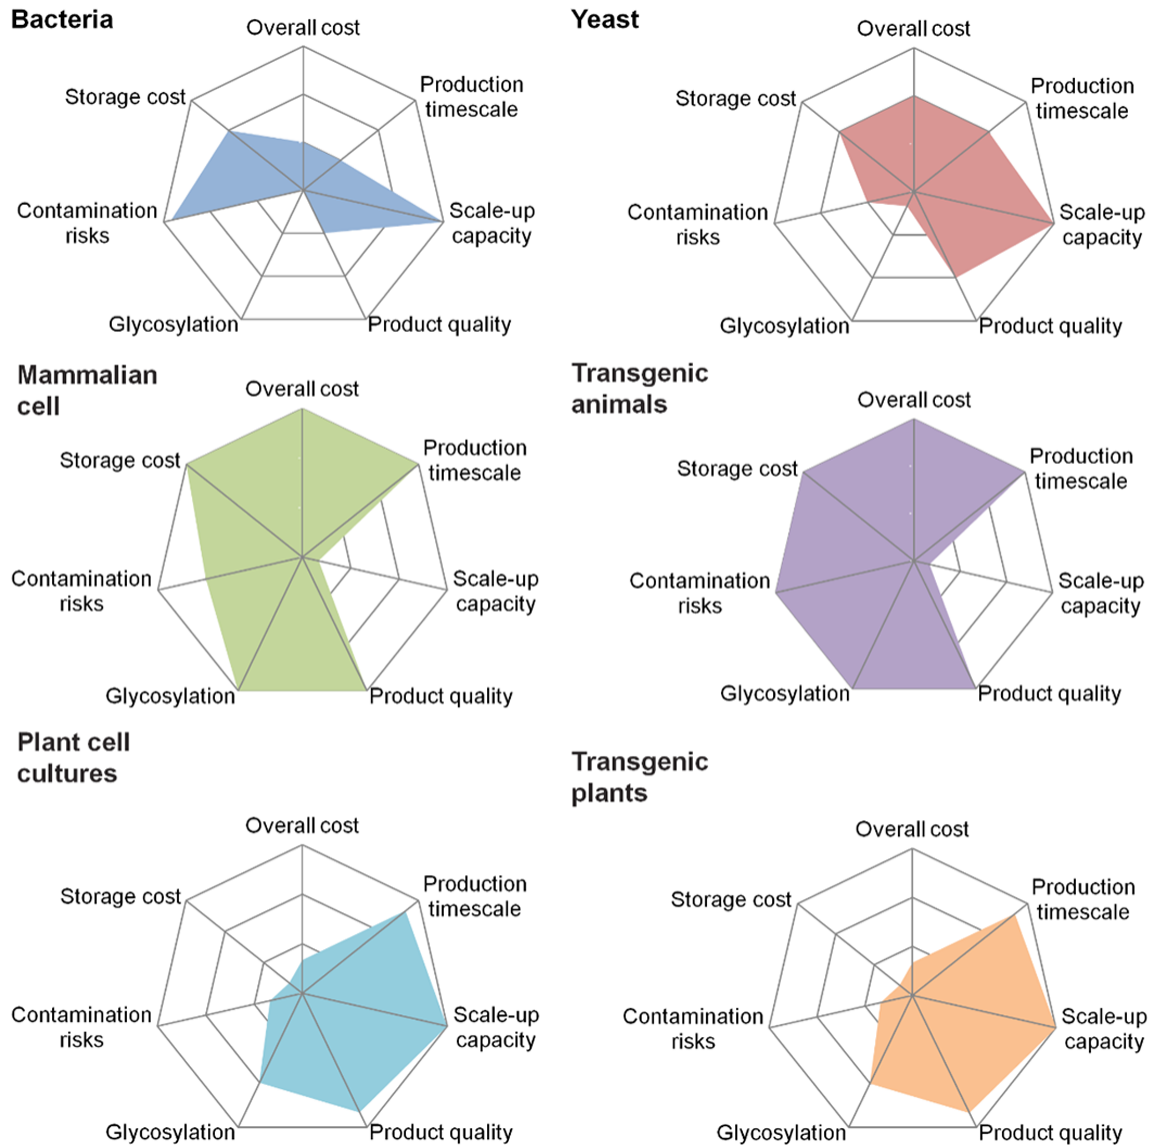 Bacteria
Overall cost
Production
timescale
Scale-up
capacity
Product quality
Glycosylation
Contamination
risks
Storage cost
Yeast
Overall cost
Production
timescale
Scale-up
capacity
Product quality
Glycosylation
Contamination
risks
Storage cost
Mammalian
cell
Overall cost
Production
timescale
Scale-up
capacity
Product quality
Glycosylation
Contamination
risks
Storage cost
Transgenic
animals
Overall cost
Production
timescale
Scale-up
capacity
Product quality
Glycosylation
Contamination
risks
Storage cost
Plant cell
cultures
Overall cost
Production
timescale
Scale-up
capacity
Product quality
Glycosylation
Contamination
risks
Storage cost
Transgenic
plants
Overall cost
Production
timescale
Scale-up
capacity
Product quality
Glycosylation
Contamination
risks
Storage cost